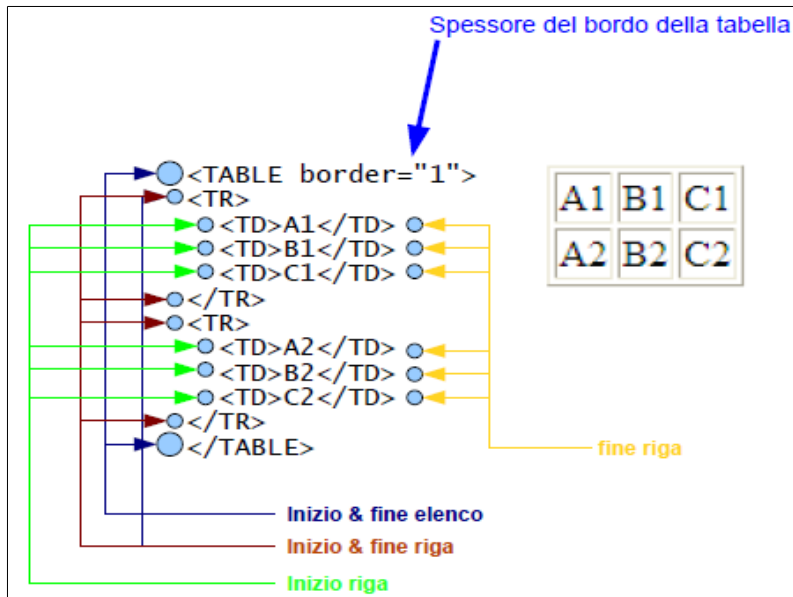 Spessore del bordo della tabella
<TABLE border="1">
<TR>
<TD>A1</TD>
<TD>B1</TD>
<TD>C1</TD>
</TR>
<TR>
<TD>A2</TD>
<TD>B2</TD>
<TD>C2</TD>
</TR>
</TABLE>
A1 B1 C1
A2 B2 C2
fine riga
Inizio & fine elenco
Inizio & fine riga
Inizio riga